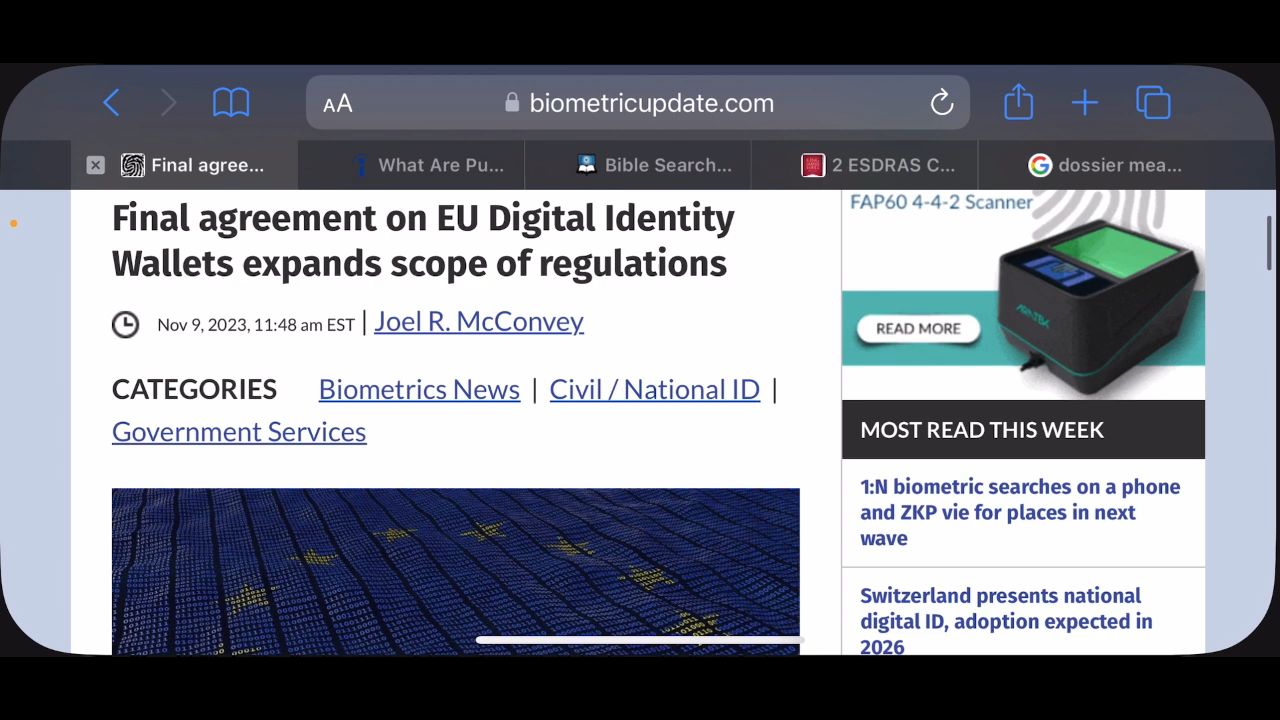 AA
biometricupdate.com
Final agree...
What Are Pu...
Bible Search...
2 ESDRAS C...
dossier mea...
Final agreement on EU Digital Identity
Wallets expands scope of regulations
Nov 9, 2023, 11:48 am EST | Joel R. McConvey
CATEGORIES Biometrics News | Civil / National ID |
Government Services
FAP60 4-4-2 Scanner
READ MORE
ARATEK
MOST READ THIS WEEK
1:N biometric searches on a phone
and ZKP vie for places in next
wave
Switzerland presents national
digital ID, adoption expected in
2026